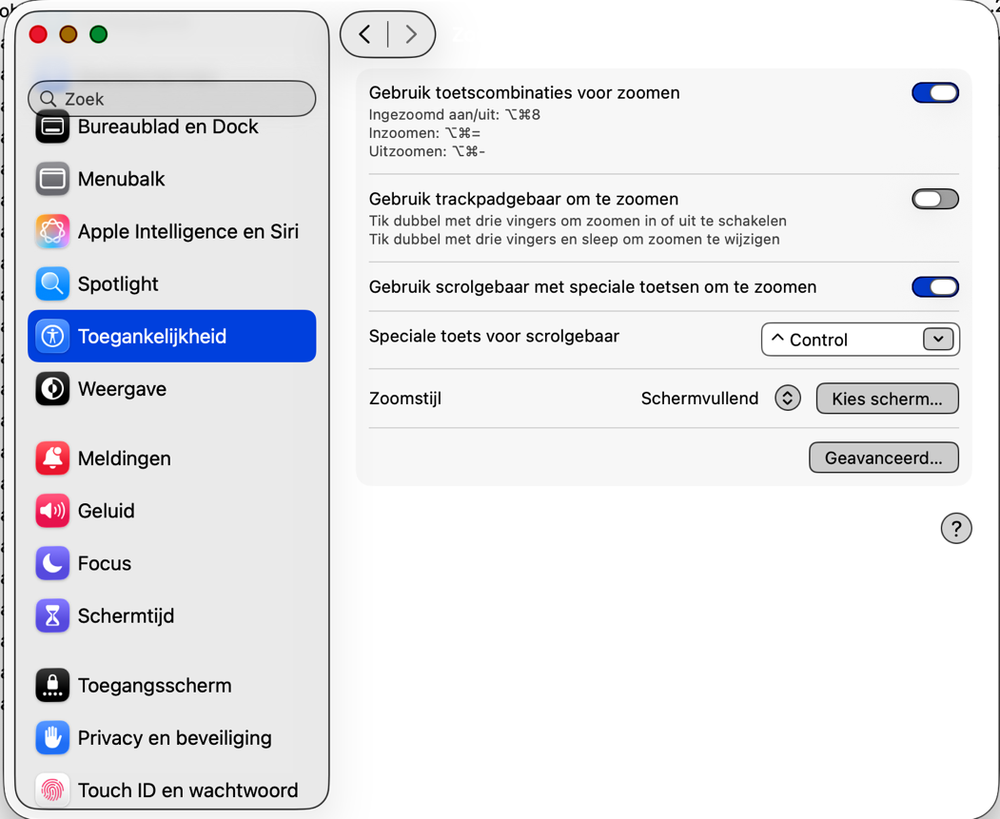 Zoek
Bureaublad en Dock
Menubalk
Apple Intelligence en Siri
Spotlight
Toegankelijkheid
Weergave
Meldingen
Geluid
Focus
Schermtijd
Toegangsscherm
Privacy en beveiliging
Touch ID en wachtwoord
Gebruik toetscombinaties voor zoomen
Ingezoomd aan/uit: ⌥⌘8
Inzoomen: ⌥⌘=
Uitzoomen: ⌥⌘-
Gebruik trackpadgebaar om te zoomen
Tik dubbel met drie vingers om zoomen in of uit te schakelen
Tik dubbel met drie vingers en sleep om zoomen te wijzigen
Gebruik scrolgebaar met speciale toetsen om te zoomen
Speciale toets voor scrolgebaar
^ Control
Zoomstijl
Schermvullend
Kies scherm...
Geavanceerd...
?